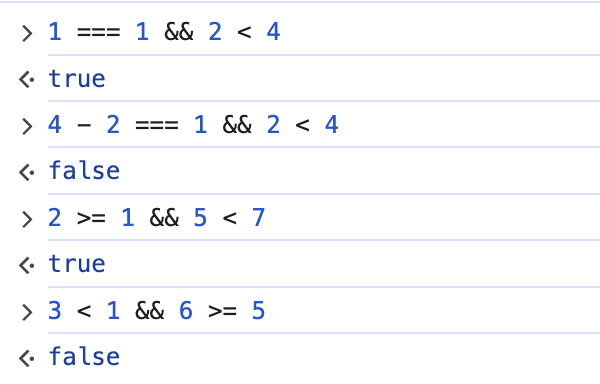 > 1 === 1 && 2 < 4
true
> 4 - 2 === 1 && 2 < 4
false
> 2 >= 1 && 5 < 7
true
> 3 < 1 && 6 >= 5
false